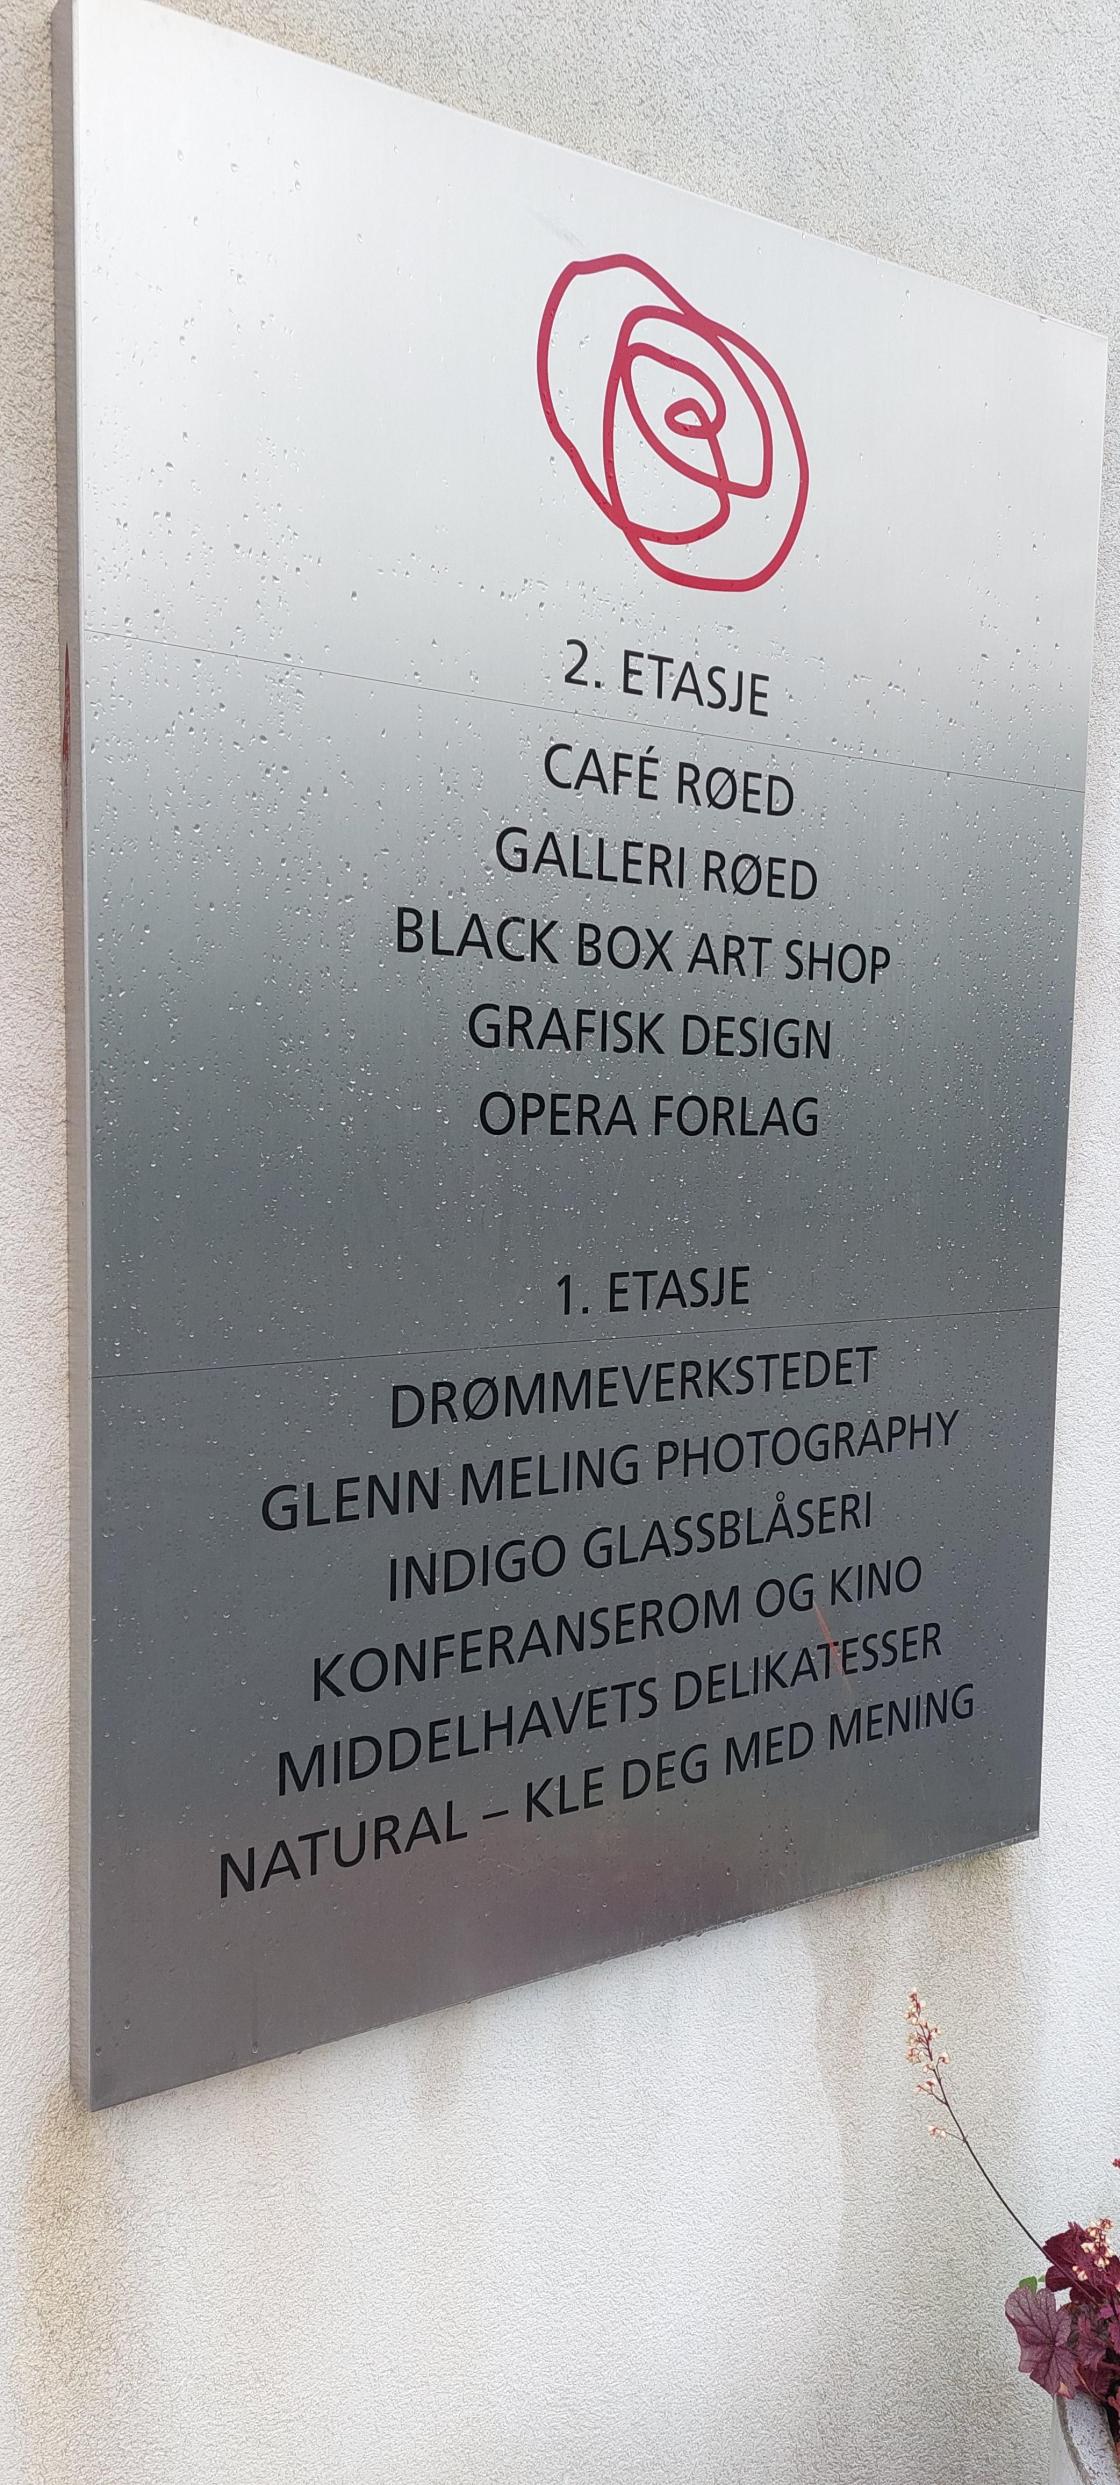 2. ETASJE
CAFÉ RØED
GALLERI RØED
BLACK BOX ART SHOP
GRAFISK DESIGN
OPERA FORLAG
1. ETASJE
DRØMMEVERKSTEDET
GLENN MELING PHOTOGRAPHY
INDIGO GLASSBLÅSERI
KONFERANSEROM OG KINO
MIDDELHAVETS DELIKATESSER
NATURAL – KLE DEG MED MENING